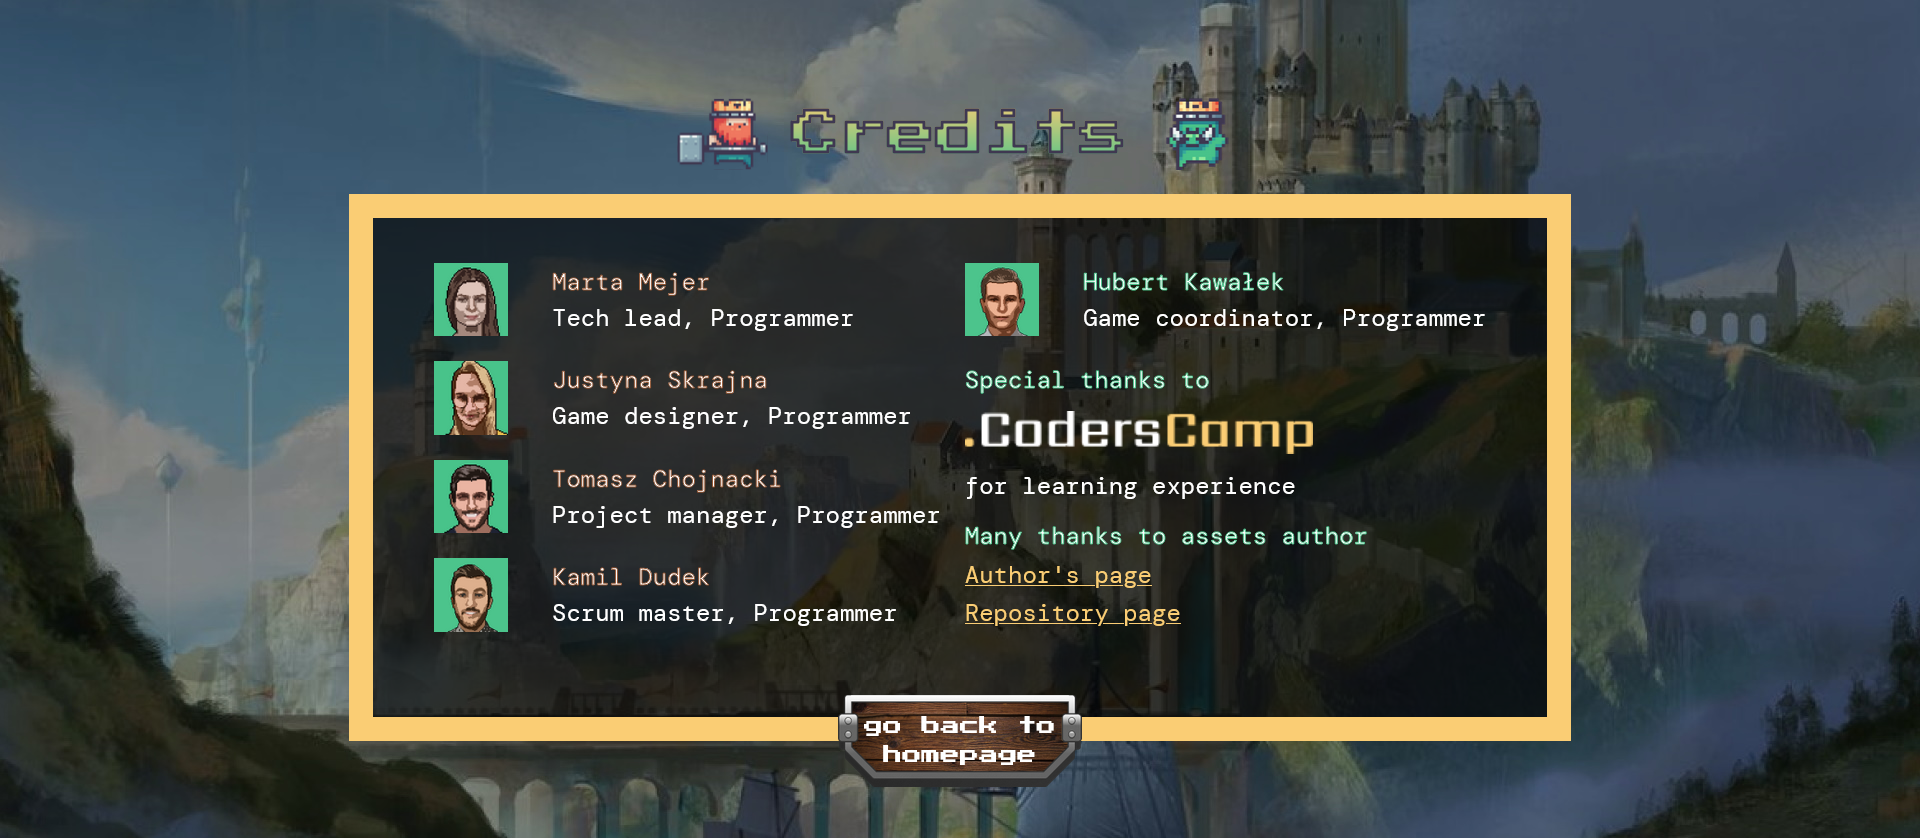 Credits
Marta Mejer
Tech lead, Programmer
Justyna Skrajna
Game designer, Programmer
Tomasz Chojnacki
Project manager, Programmer
Kamil Dudek
Scrum master, Programmer
Hubert Kawałek
Game coordinator, Programmer
Special thanks to
.CodersCamp
for learning experience
Many thanks to assets author
Author's page
Repository page
go back to
homepage